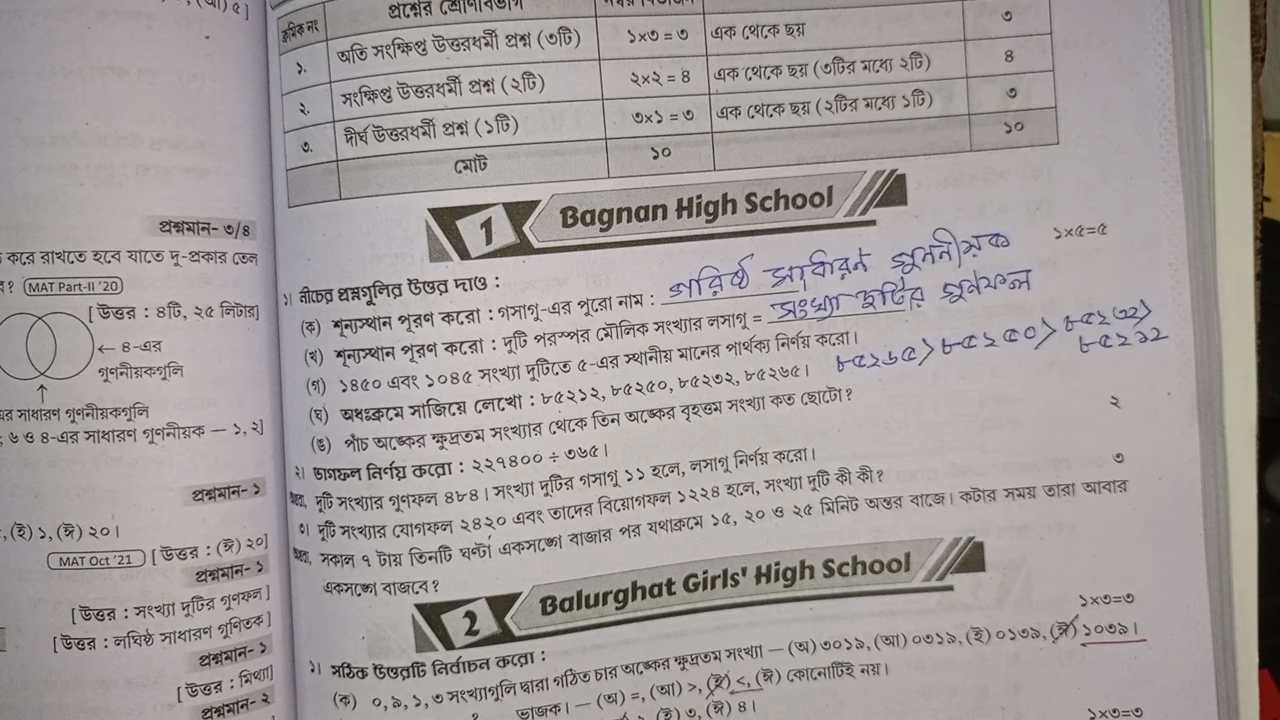 (আ) ৫]
ক্রমিক নং প্রশ্নের শ্রেণিবিভাগ
১. অতি সংক্ষিপ্ত উত্তরধর্মী প্রশ্ন (৩টি) ১×৩ = ৩ এক থেকে ছয় ৩
২. সংক্ষিপ্ত উত্তরধর্মী প্রশ্ন (২টি) ২×২ = ৪ এক থেকে ছয় (৩টির মধ্যে ২টি) ৪
৩. দীর্ঘ উত্তরধর্মী প্রশ্ন (১টি) ৩×১ = ৩ এক থেকে ছয় (২টির মধ্যে ১টি) ৩
মোট ১০ ১০
প্রশ্নমান- ৩/৪
করে রাখতে হবে যাতে দু-প্রকার তেল
? MAT Part-II '20
[উত্তর : ৪টি, ২৫ লিটার]
← ৪-এর
গুণনীয়কগুলি
সাধারণ গুণনীয়কগুলি
৬ ও ৪-এর সাধারণ গুণনীয়ক — ১, ২]
প্রশ্নমান- ১
, (ই) ১, (ঈ) ২০।
MAT Oct '21 [উত্তর : (ঈ) ২০]
প্রশ্নমান- ১
[উত্তর : সংখ্যা দুটির গুণফল]
[উত্তর : লঘিষ্ঠ সাধারণ গুণিতক]
প্রশ্নমান- ১
[উত্তর : মিথ্যা]
প্রশ্নমান- ২
1 Bagnan High School
১। নীচের প্রশ্নগুলির উত্তর দাও : ১×৫=৫
(ক) শূন্যস্থান পূরণ করো : গসাগু-এর পুরো নাম : গরিষ্ঠ সাধারন গুননীয়ক
(খ) শূন্যস্থান পূরণ করো : দুটি পরস্পর মৌলিক সংখ্যার লসাগু = সংখ্যা দুটির গুনফল
(গ) ১৪৫০ এবং ১০৪৫ সংখ্যা দুটিতে ৫-এর স্থানীয় মানের পার্থক্য নির্ণয় করো।
(ঘ) অধঃক্রমে সাজিয়ে লেখো : ৮৫২১২, ৮৫২৫০, ৮৫২৩২, ৮৫২৬৫। ৮৫২৬৫ > ৮৫২৫০ > ৮৫২৩২ >
৮৫২১২
(ঙ) পাঁচ অঙ্কের ক্ষুদ্রতম সংখ্যার থেকে তিন অঙ্কের বৃহত্তম সংখ্যা কত ছোটো?
২। ভাগফল নির্ণয় করো : ২২৭৪০০ ÷ ৩৬৫। ২
অথবা, দুটি সংখ্যার গুণফল ৪৮৪। সংখ্যা দুটির গসাগু ১১ হলে, লসাগু নির্ণয় করো।
৩। দুটি সংখ্যার যোগফল ২৪২০ এবং তাদের বিয়োগফল ১২২৪ হলে, সংখ্যা দুটি কী কী? ৩
অথবা, সকাল ৭ টায় তিনটি ঘণ্টা একসঙ্গে বাজার পর যথাক্রমে ১৫, ২০ ও ২৫ মিনিট অন্তর বাজে। কটার সময় তারা আবার
একসঙ্গে বাজবে?
2 Balurghat Girls' High School
১। সঠিক উত্তরটি নির্বাচন করো : ১×৩=৩
(ক) ০, ৯, ১, ৩ সংখ্যাগুলি দ্বারা গঠিত চার অঙ্কের ক্ষুদ্রতম সংখ্যা — (অ) ৩০১৯, (আ) ০৩১৯, (ই) ০১৩৯, (ঈ) ১০৩৯।
ভাজক। — (অ) =, (আ) >, (ই) <, (ঈ) কোনোটিই নয়।
(ই) ৩, (ঈ) ৪।
১×৩=৩